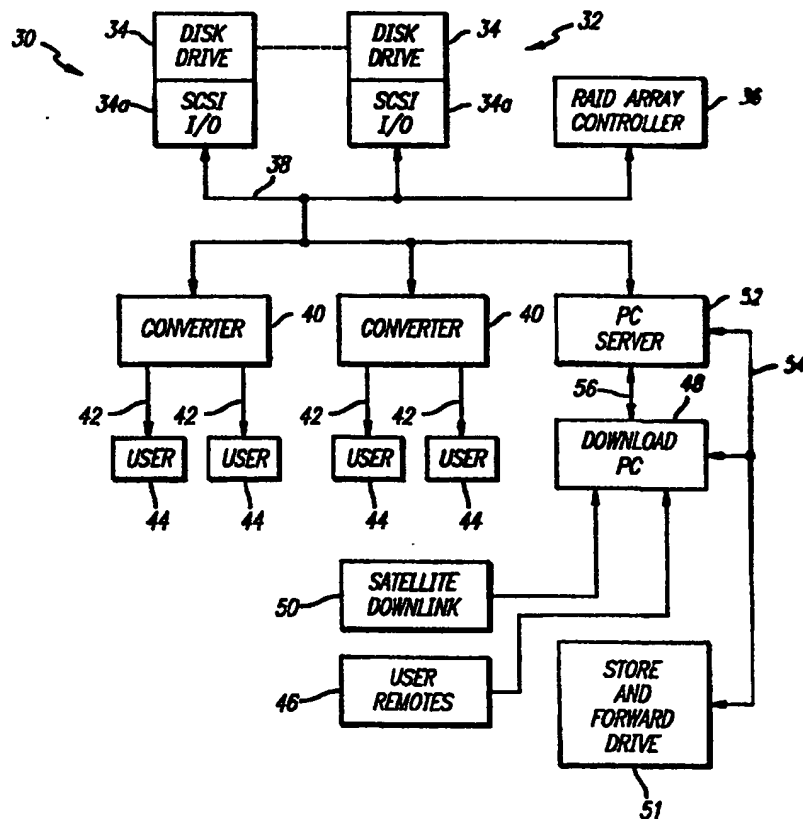 30
34
DISK
DRIVE
34a
SCSI
I/O
DISK
DRIVE
34
SCSI
I/O
34a
32
RAID ARRAY
CONTROLLER
36
38
CONVERTER
40
CONVERTER
40
PC
SERVER
52
54
42
42
42
42
56
48
USER
USER
USER
USER
DOWNLOAD
PC
44
44
44
44
50
SATELLITE
DOWNLINK
46
USER
REMOTES
STORE
AND
FORWARD
DRIVE
51